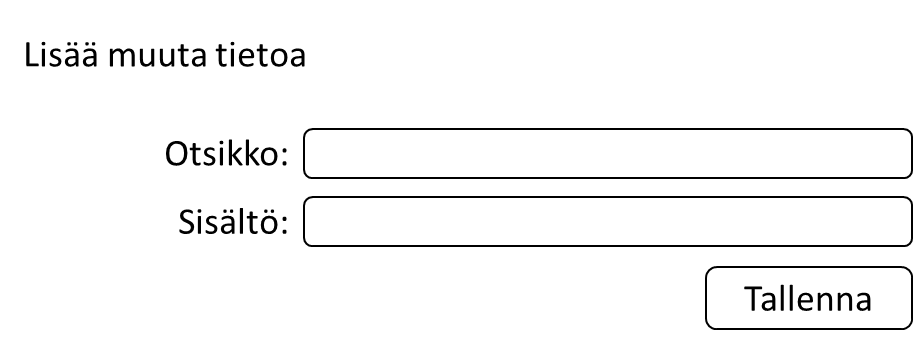 Lisää muuta tietoa
Otsikko:
Sisältö:
Tallenna